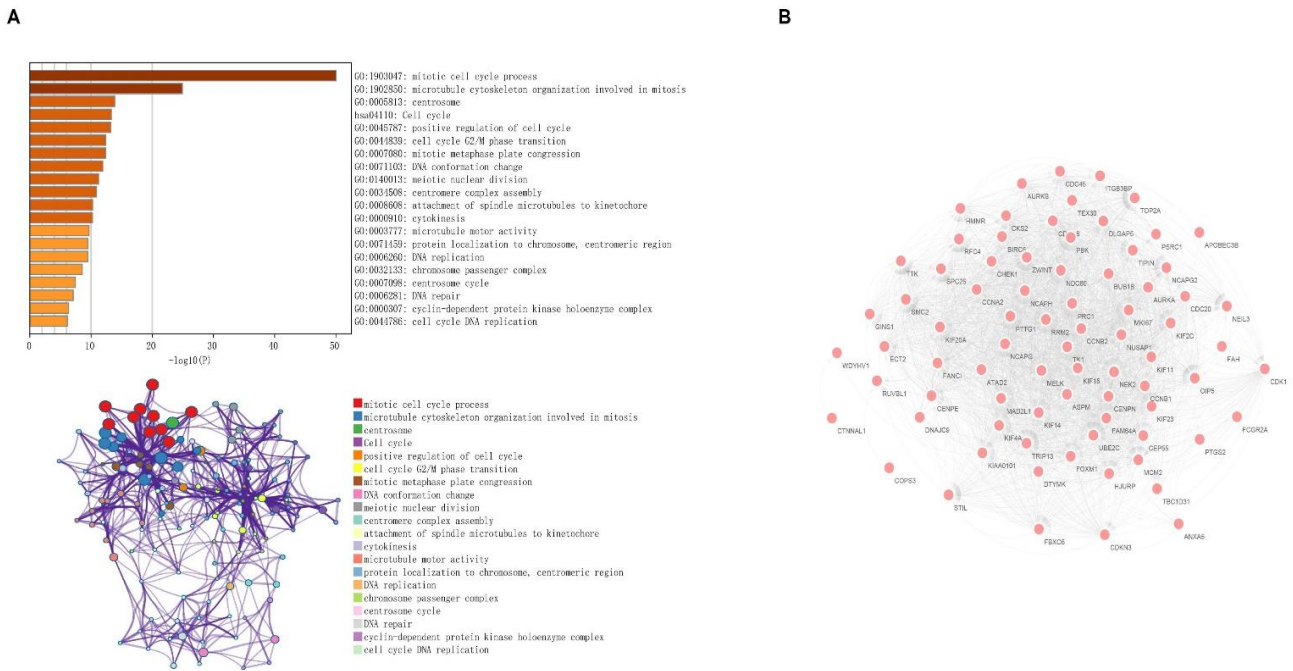 A
B
GO:1903047: mitotic cell cycle process
GO:1902850: microtubule cytoskeleton organization involved in mitosis
GO:0005813: centrosome
hsa04110: Cell cycle
GO:0045787: positive regulation of cell cycle
GO:0044839: cell cycle G2/M phase transition
GO:0007080: mitotic metaphase plate congression
GO:0071103: DNA conformation change
GO:0140013: meiotic nuclear division
GO:0034508: centromere complex assembly
GO:0008608: attachment of spindle microtubules to kinetochore
GO:0000910: cytokinesis
GO:0003777: microtubule motor activity
GO:0071459: protein localization to chromosome, centromeric region
GO:0006260: DNA replication
GO:0032133: chromosome passenger complex
GO:0007098: centrosome cycle
GO:0006281: DNA repair
GO:0000307: cyclin-dependent protein kinase holoenzyme complex
GO:0044786: cell cycle DNA replication
0 10 20 30 40 50
-log10(P)
mitotic cell cycle process
microtubule cytoskeleton organization involved in mitosis
centrosome
Cell cycle
positive regulation of cell cycle
cell cycle G2/M phase transition
mitotic metaphase plate congression
DNA conformation change
meiotic nuclear division
centromere complex assembly
attachment of spindle microtubules to kinetochore
cytokinesis
microtubule motor activity
protein localization to chromosome, centromeric region
DNA replication
chromosome passenger complex
centrosome cycle
DNA repair
cyclin-dependent protein kinase holoenzyme complex
cell cycle DNA replication
CDC45
ITGB3BP
AURKB
TEX30
TOP2A
HMMR
CKS2
DLGAP5
RFC4
BIRC5
PBK
PSRC1
APOBEC3B
TIPIN
TTK
SPC25
CHEK1
ZWINT
NDC80
BUB1B
NCAPG2
CCNA2
NCAPH
AURKA
SMC2
PRC1
CDC20
NEIL3
GINS1
PTTG1
RRM2
MKI67
KIF20A
CCNB2
NUSAP1
KIF2C
ECT2
NCAPG
TK1
FAH
WDYHV1
FANCI
KIF11
CDK1
RUVBL1
ATAD2
MELK
KIF15
NEK2
OIP5
CENPE
CCNB1
CTNNAL1
DNAJC9
MAD2L1
ASPM
CENPN
KIF23
FCGR2A
KIF4A
KIF14
FAM64A
PTGS2
KIAA0101
TRIP13
UBE2C
CEP55
COPS3
FOXM1
MCM2
DTYMK
HJURP
TBC1D31
STIL
FBXO5
CDKN3
ANXA6